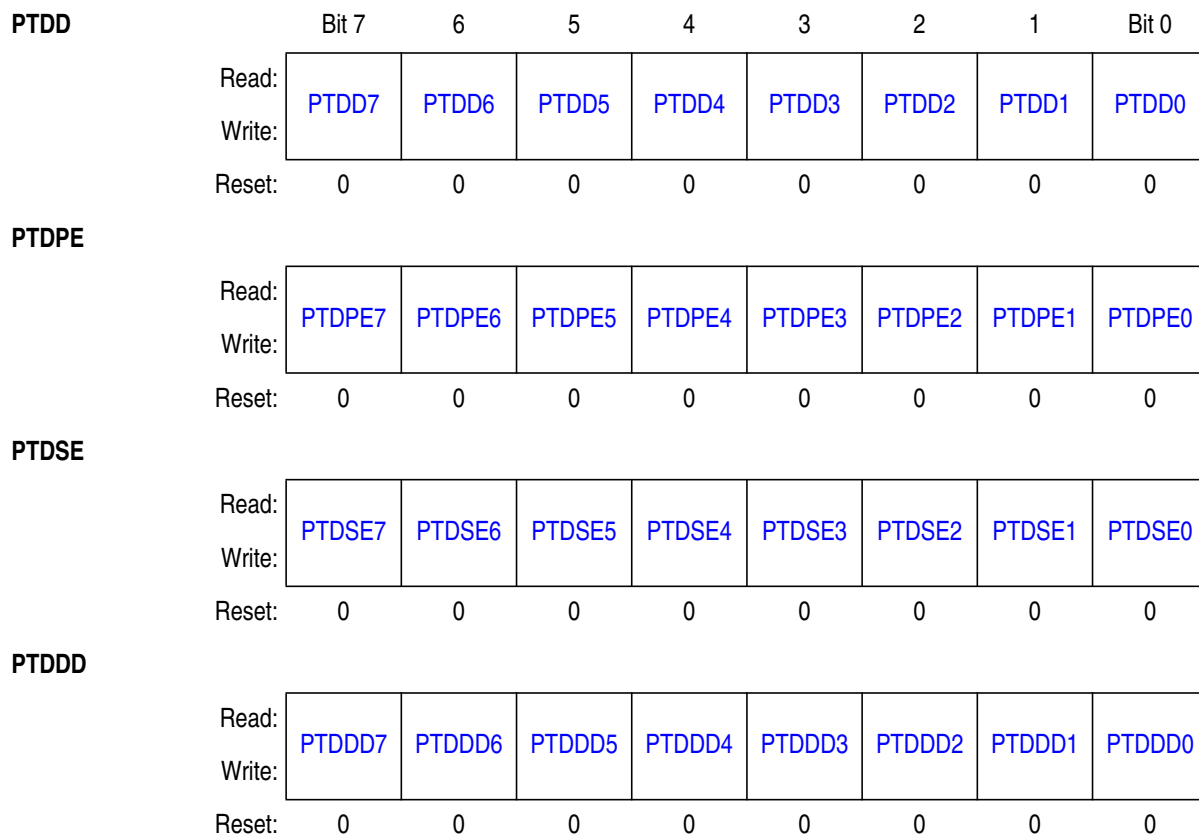 PTDD Bit 7 6 5 4 3 2 1 Bit 0
Read:
PTDD7 PTDD6 PTDD5 PTDD4 PTDD3 PTDD2 PTDD1 PTDD0
Write:
Reset: 0 0 0 0 0 0 0 0
PTDPE
Read:
PTDPE7 PTDPE6 PTDPE5 PTDPE4 PTDPE3 PTDPE2 PTDPE1 PTDPE0
Write:
Reset: 0 0 0 0 0 0 0 0
PTDSE
Read:
PTDSE7 PTDSE6 PTDSE5 PTDSE4 PTDSE3 PTDSE2 PTDSE1 PTDSE0
Write:
Reset: 0 0 0 0 0 0 0 0
PTDDD
Read:
PTDDD7 PTDDD6 PTDDD5 PTDDD4 PTDDD3 PTDDD2 PTDDD1 PTDDD0
Write:
Reset: 0 0 0 0 0 0 0 0